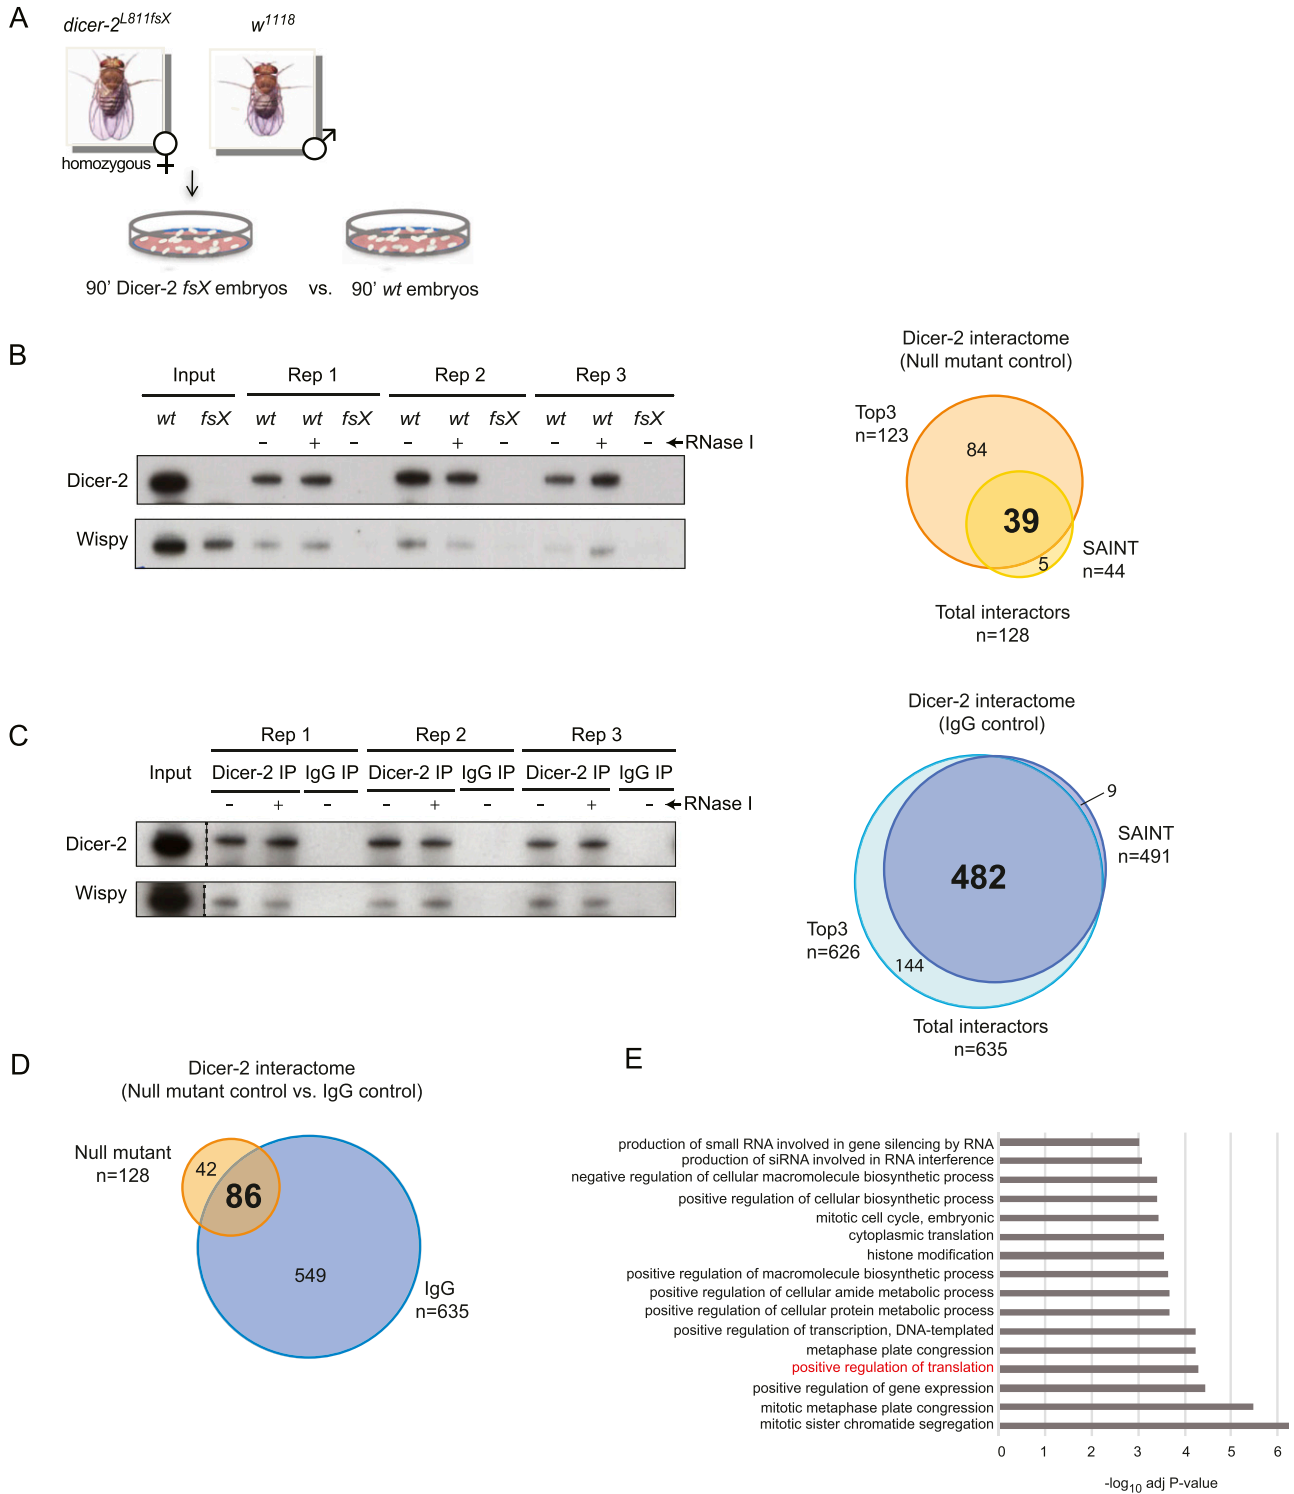 A
dicer-2L811fsX
w1118
homozygous
90' Dicer-2 fsX embryos vs. 90' wt embryos
B
Input Rep 1 Rep 2 Rep 3
wt fsX wt wt fsX wt wt fsX wt wt fsX
- + - - + - - + - RNase I
Dicer-2
Wispy
Dicer-2 interactome
(Null mutant control)
Top3
n=123
84
39
5
SAINT
n=44
Total interactors
n=128
C
Rep 1 Rep 2 Rep 3
Input Dicer-2 IP IgG IP Dicer-2 IP IgG IP Dicer-2 IP IgG IP
- + - - + - - + - RNase I
Dicer-2
Wispy
Dicer-2 interactome
(IgG control)
9
SAINT
n=491
482
Top3
n=626
144
Total interactors
n=635
D
Dicer-2 interactome
(Null mutant control vs. IgG control)
Null mutant
n=128
42
86
549
IgG
n=635
E
production of small RNA involved in gene silencing by RNA
production of siRNA involved in RNA interference
negative regulation of cellular macromolecule biosynthetic process
positive regulation of cellular biosynthetic process
mitotic cell cycle, embryonic
cytoplasmic translation
histone modification
positive regulation of macromolecule biosynthetic process
positive regulation of cellular amide metabolic process
positive regulation of cellular protein metabolic process
positive regulation of transcription, DNA-templated
metaphase plate congression
positive regulation of translation
positive regulation of gene expression
mitotic metaphase plate congression
mitotic sister chromatide segregation
0 1 2 3 4 5 6
-log10 adj P-value